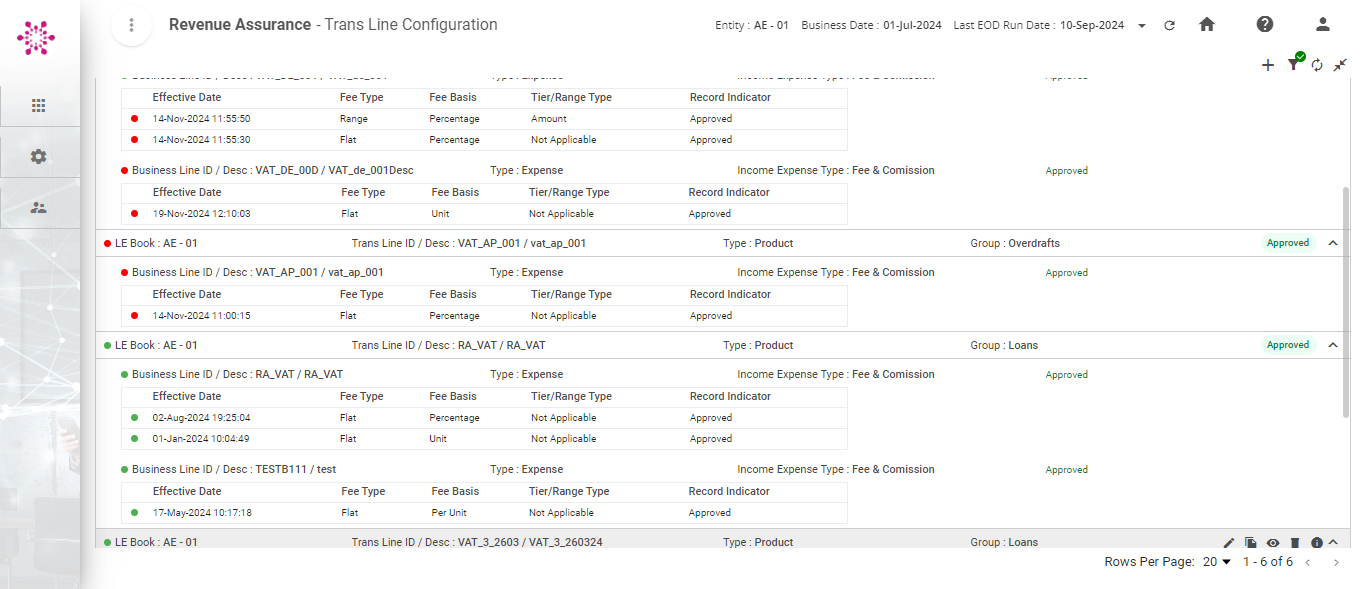 Revenue Assurance - Trans Line Configuration
Entity : AE - 01 Business Date : 01-Jul-2024 Last EOD Run Date : 10-Sep-2024
Type : Expense Income Expense Type : Fee & Comission Approved
Effective Date Fee Type Fee Basis Tier/Range Type Record Indicator
14-Nov-2024 11:55:50 Range Percentage Amount Approved
14-Nov-2024 11:55:30 Flat Percentage Not Applicable Approved
Business Line ID / Desc : VAT_DE_00D / VAT_de_001Desc Type : Expense Income Expense Type : Fee & Comission Approved
Effective Date Fee Type Fee Basis Tier/Range Type Record Indicator
19-Nov-2024 12:10:03 Flat Unit Not Applicable Approved
LE Book : AE - 01 Trans Line ID / Desc : VAT_AP_001 / vat_ap_001 Type : Product Group : Overdrafts Approved
Business Line ID / Desc : VAT_AP_001 / vat_ap_001 Type : Expense Income Expense Type : Fee & Comission Approved
Effective Date Fee Type Fee Basis Tier/Range Type Record Indicator
14-Nov-2024 11:00:15 Flat Percentage Not Applicable Approved
LE Book : AE - 01 Trans Line ID / Desc : RA_VAT / RA_VAT Type : Product Group : Loans Approved
Business Line ID / Desc : RA_VAT / RA_VAT Type : Expense Income Expense Type : Fee & Comission Approved
Effective Date Fee Type Fee Basis Tier/Range Type Record Indicator
02-Aug-2024 19:25:04 Flat Percentage Not Applicable Approved
01-Jan-2024 10:04:49 Flat Unit Not Applicable Approved
Business Line ID / Desc : TESTB111 / test Type : Expense Income Expense Type : Fee & Comission Approved
Effective Date Fee Type Fee Basis Tier/Range Type Record Indicator
17-May-2024 10:17:18 Flat Per Unit Not Applicable Approved
LE Book : AE - 01 Trans Line ID / Desc : VAT_3_2603 / VAT_3_260324 Type : Product Group : Loans
Rows Per Page: 20 1 - 6 of 6